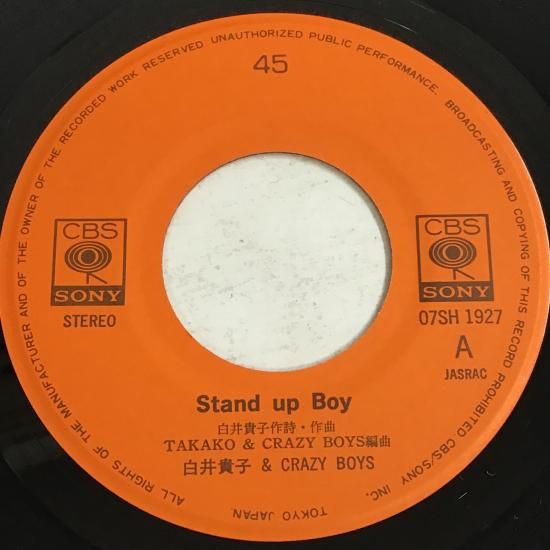 ALL RIGHTS OF THE MANUFACTURER AND OF THE OWNER OF THE RECORDED WORK RESERVED UNAUTHORIZED PUBLIC PERFORMANCE. BROADCASTING AND COPYING OF THIS RECORD PROHIBITED CBS/SONY INC.
TOKYO JAPAN.
45
CBS
SONY
STEREO
CBS
SONY
07SH 1927
A
JASRAC
Stand up Boy
白井貴子作詩・作曲
TAKAKO & CRAZY BOYS編曲
白井貴子 & CRAZY BOYS